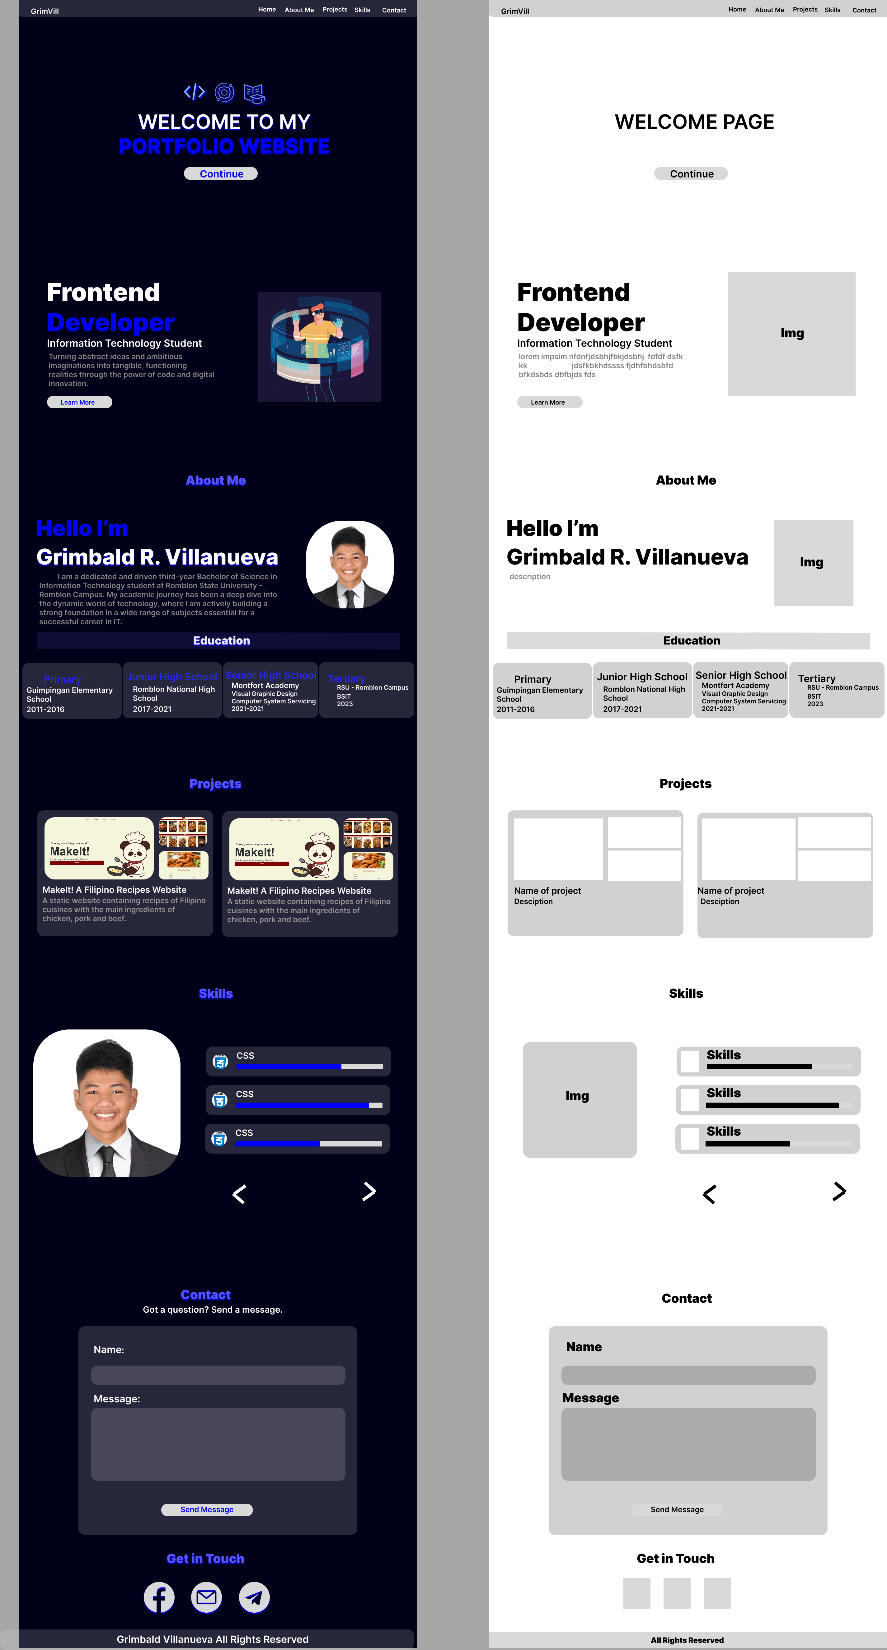 GrimVill
Home About Me Projects Skills Contact
WELCOME TO MY
PORTFOLIO WEBSITE
Continue
Frontend
Developer
Information Technology Student
Turning abstract ideas and ambitious
imaginations into tangible, functioning
realities through the power of code and digital
innovation.
Learn More
About Me
Hello I'm
Grimbald R. Villanueva
I am a dedicated and driven third-year Bachelor of Science in
Information Technology student at Romblon State University -
Romblon Campus. My academic journey has been a deep dive into
the dynamic world of technology, where I am actively building a
strong foundation in a wide range of subjects essential for a
successful career in IT.
Education
Primary
Guimpingan Elementary
School
2011-2016
Junior High School
Romblon National High
School
2017-2021
Senior High School
Montfort Academy
Visual Graphic Design
Computer System Servicing
2021-2021
Tertiary
RSU - Romblon Campus
BSIT
2023
Projects
MakeIt!
MakeIt! A Filipino Recipes Website
A static website containing recipes of Filipino
cuisines with the main ingredients of
chicken, pork and beef.
MakeIt!
MakeIt! A Filipino Recipes Website
A static website containing recipes of Filipino
cuisines with the main ingredients of
chicken, pork and beef.
Skills
CSS
CSS
CSS
Contact
Got a question? Send a message.
Name:
Message:
Send Message
Get in Touch
Grimbald Villanueva All Rights Reserved
GrimVill
Home About Me Projects Skills Contact
WELCOME PAGE
Continue
Frontend
Developer
Information Technology Student
lorem impsim nfdnfjdsbhjfbkjdsbhj fdfdf dsfk
kk jdsfkbkhdssss fjdhfbhdsbfd
bfkdsbds dbfbjds fds
Learn More
Img
About Me
Hello I'm
Grimbald R. Villanueva
description
Img
Education
Primary
Guimpingan Elementary
School
2011-2016
Junior High School
Romblon National High
School
2017-2021
Senior High School
Montfort Academy
Visual Graphic Design
Computer System Servicing
2021-2021
Tertiary
RSU - Romblon Campus
BSIT
2023
Projects
Name of project
Desciption
Name of project
Desciption
Skills
Img
Skills
Skills
Skills
Contact
Name
Message
Send Message
Get in Touch
All Rights Reserved